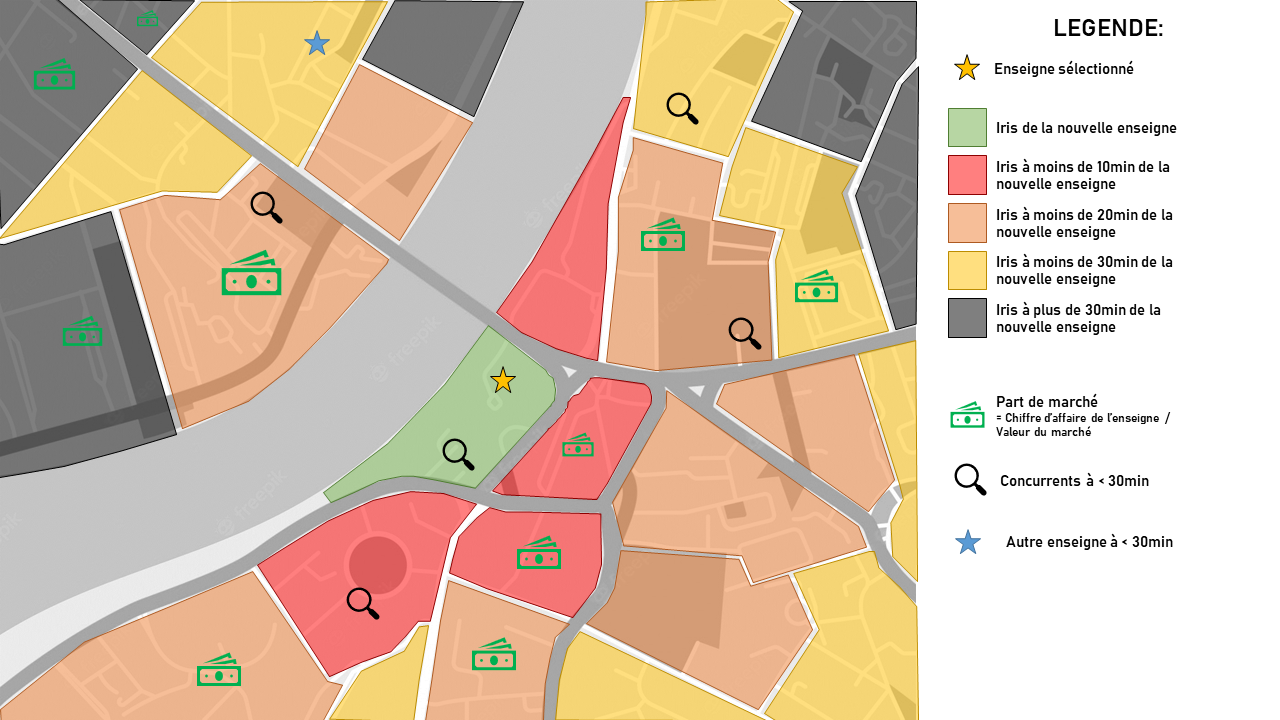 LEGENDE:
Enseigne sélectionné
Iris de la nouvelle enseigne
Iris à moins de 10min de la
nouvelle enseigne
Iris à moins de 20min de la
nouvelle enseigne
Iris à moins de 30min de la
nouvelle enseigne
Iris à plus de 30min de la
nouvelle enseigne
Part de marché
= Chiffre d'affaire de l'enseigne /
Valeur du marché
Concurrents à < 30min
Autre enseigne à < 30min
freepik
freepik